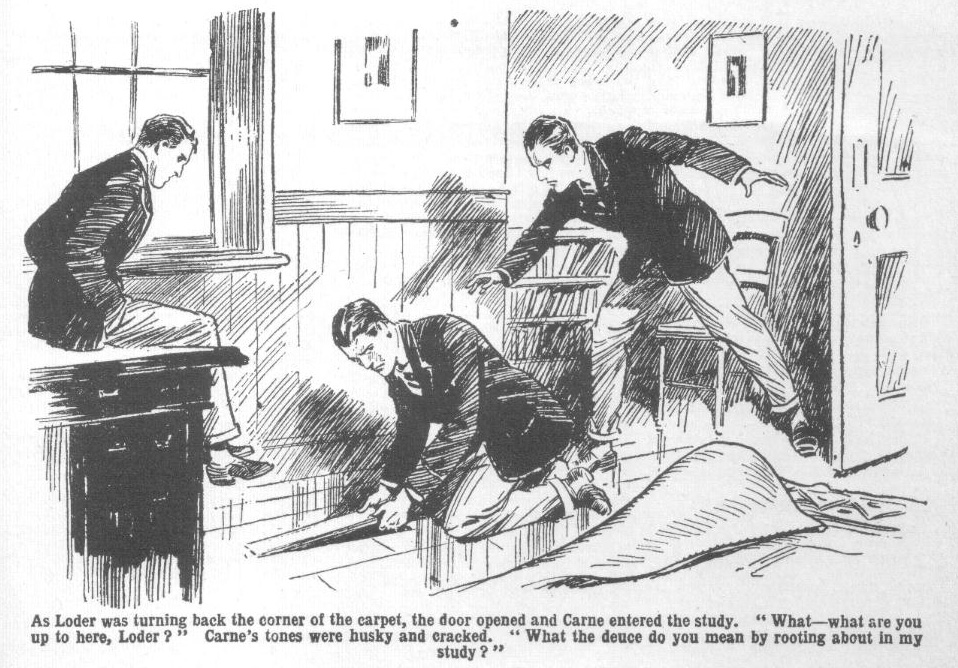 As Loder was turning back the corner of the carpet, the door opened and Carne entered the study. “ What—what are you
up to here, Loder ? ” Carne’s tones were husky and cracked. “ What the deuce do you mean by rooting about in my
study ? ”